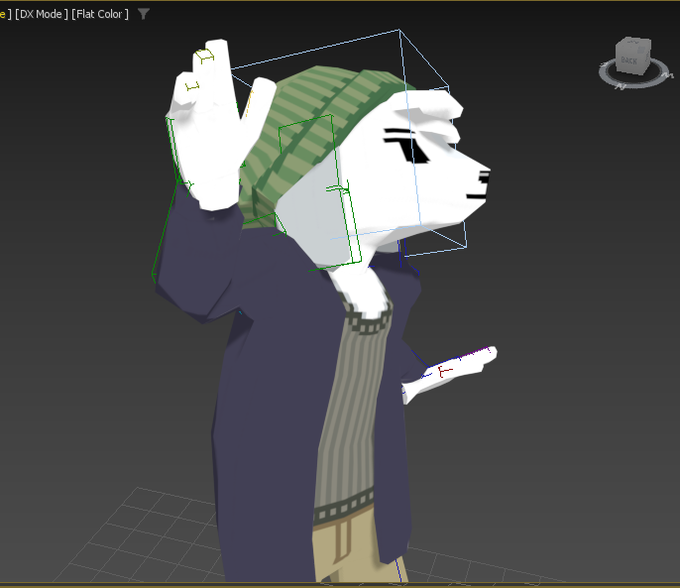 e ] [DX Mode ] [Flat Color ]
BACK
N